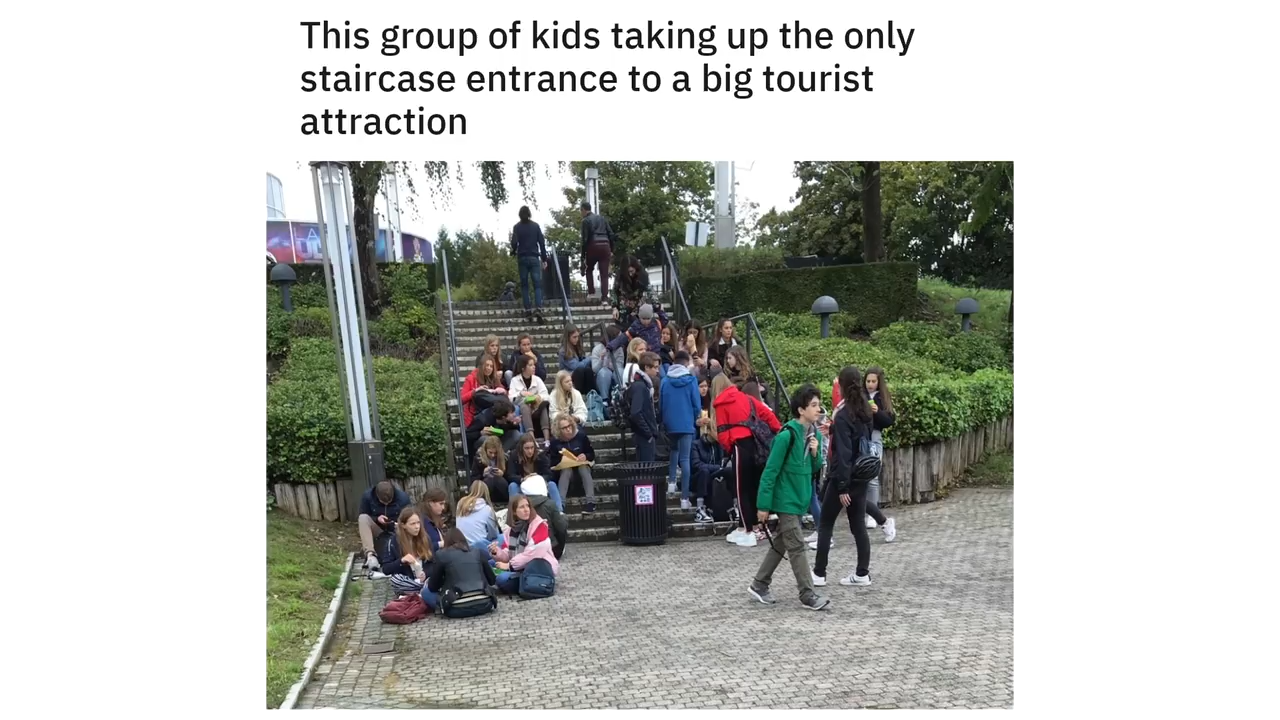 This group of kids taking up the only
staircase entrance to a big tourist
attraction